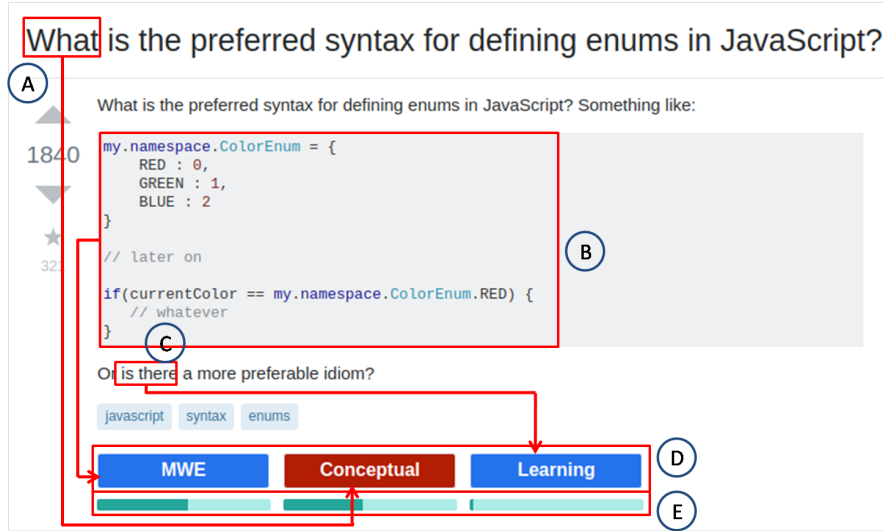 What is the preferred syntax for defining enums in JavaScript?
A
What is the preferred syntax for defining enums in JavaScript? Something like:
1840
my.namespace.ColorEnum = {
RED : 0,
GREEN : 1,
BLUE : 2
}
321
// later on
B
if(currentColor == my.namespace.ColorEnum.RED) {
// whatever
}
C
Or is there a more preferable idiom?
javascript syntax enums
MWE Conceptual Learning
D
E